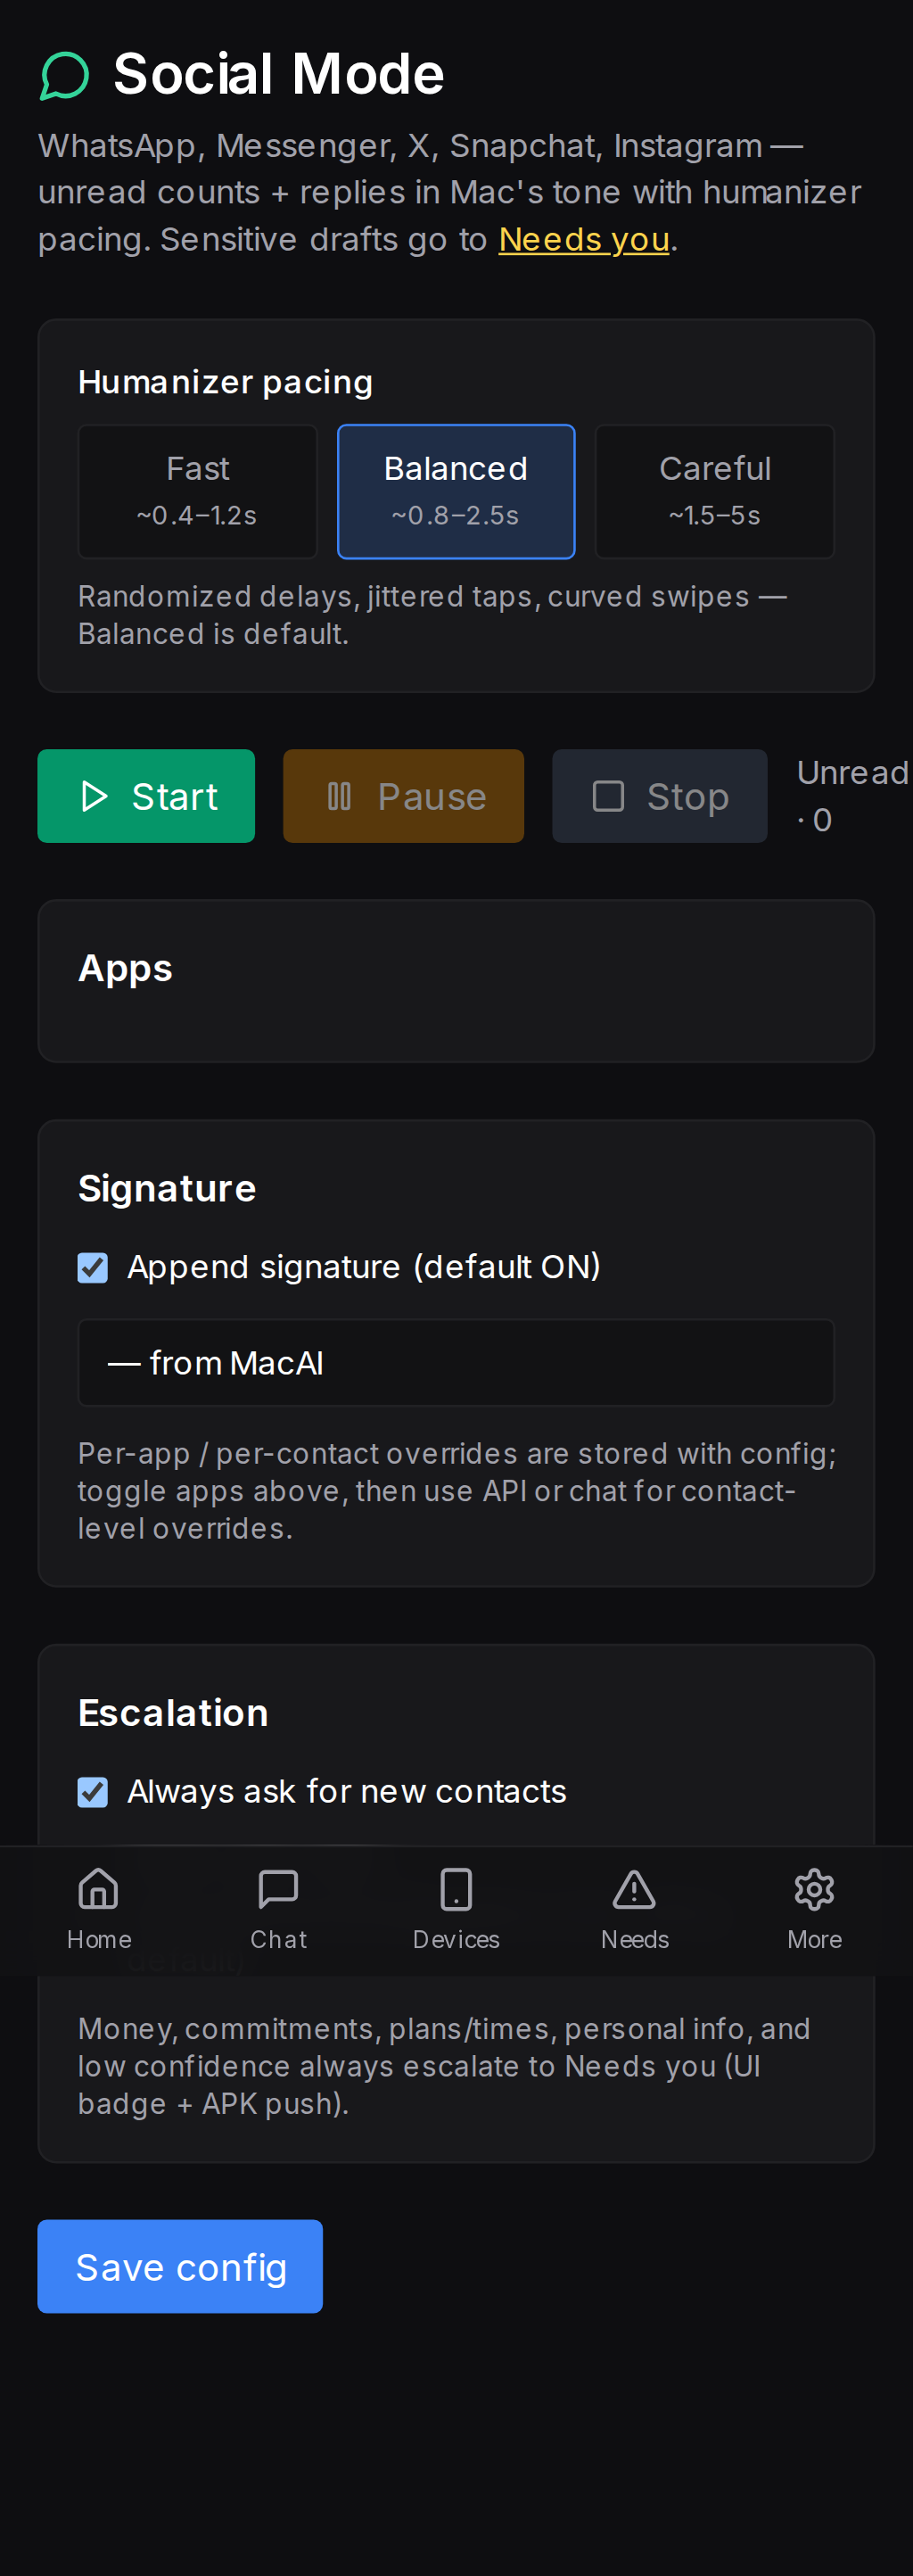 Social Mode
WhatsApp, Messenger, X, Snapchat, Instagram —
unread counts + replies in Mac's tone with humanizer
pacing. Sensitive drafts go to Needs you.
Humanizer pacing
Fast
~0.4–1.2s
Balanced
~0.8–2.5s
Careful
~1.5–5s
Randomized delays, jittered taps, curved swipes —
Balanced is default.
Start
Pause
Stop
Unread
· 0
Apps
Signature
Append signature (default ON)
— from MacAI
Per-app / per-contact overrides are stored with config;
toggle apps above, then use API or chat for contact-
level overrides.
Escalation
Always ask for new contacts
Home
Chat
Devices
Needs
More
default)
Money, commitments, plans/times, personal info, and
low confidence always escalate to Needs you (UI
badge + APK push).
Save config